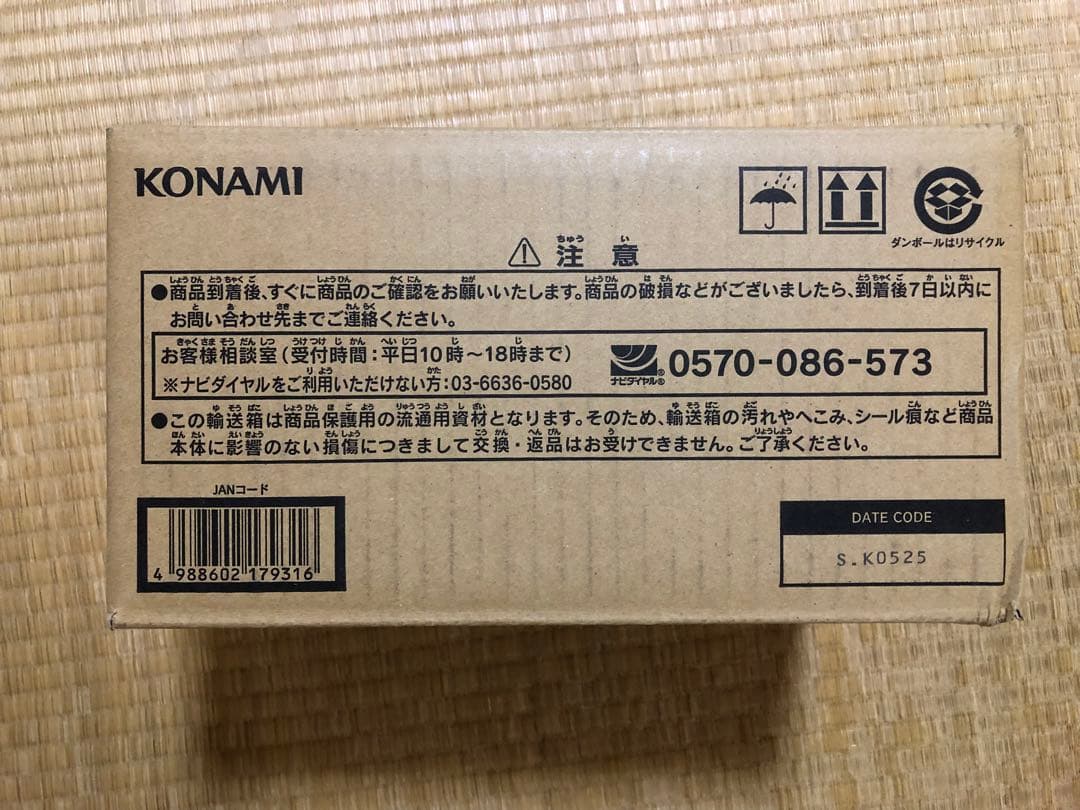 KONAMI
ダンボールはリサイクル
⚠ 注意
●商品到着後、すぐに商品のご確認をお願いいたします。商品の破損などがございましたら、到着後7日以内に
お問い合わせ先までご連絡ください。
お客様相談室(受付時間:平日10時～18時まで)
ナビダイヤル® 0570-086-573
※ナビダイヤルをご利用いただけない方:03-6636-0580
●この輸送箱は商品保護用の流通用資材となります。そのため、輸送箱の汚れやへこみ、シール痕など商品
本体に影響のない損傷につきまして交換・返品はお受けできません。ご了承ください。
JANコード
4 988602 179316
DATE CODE
S.K0525